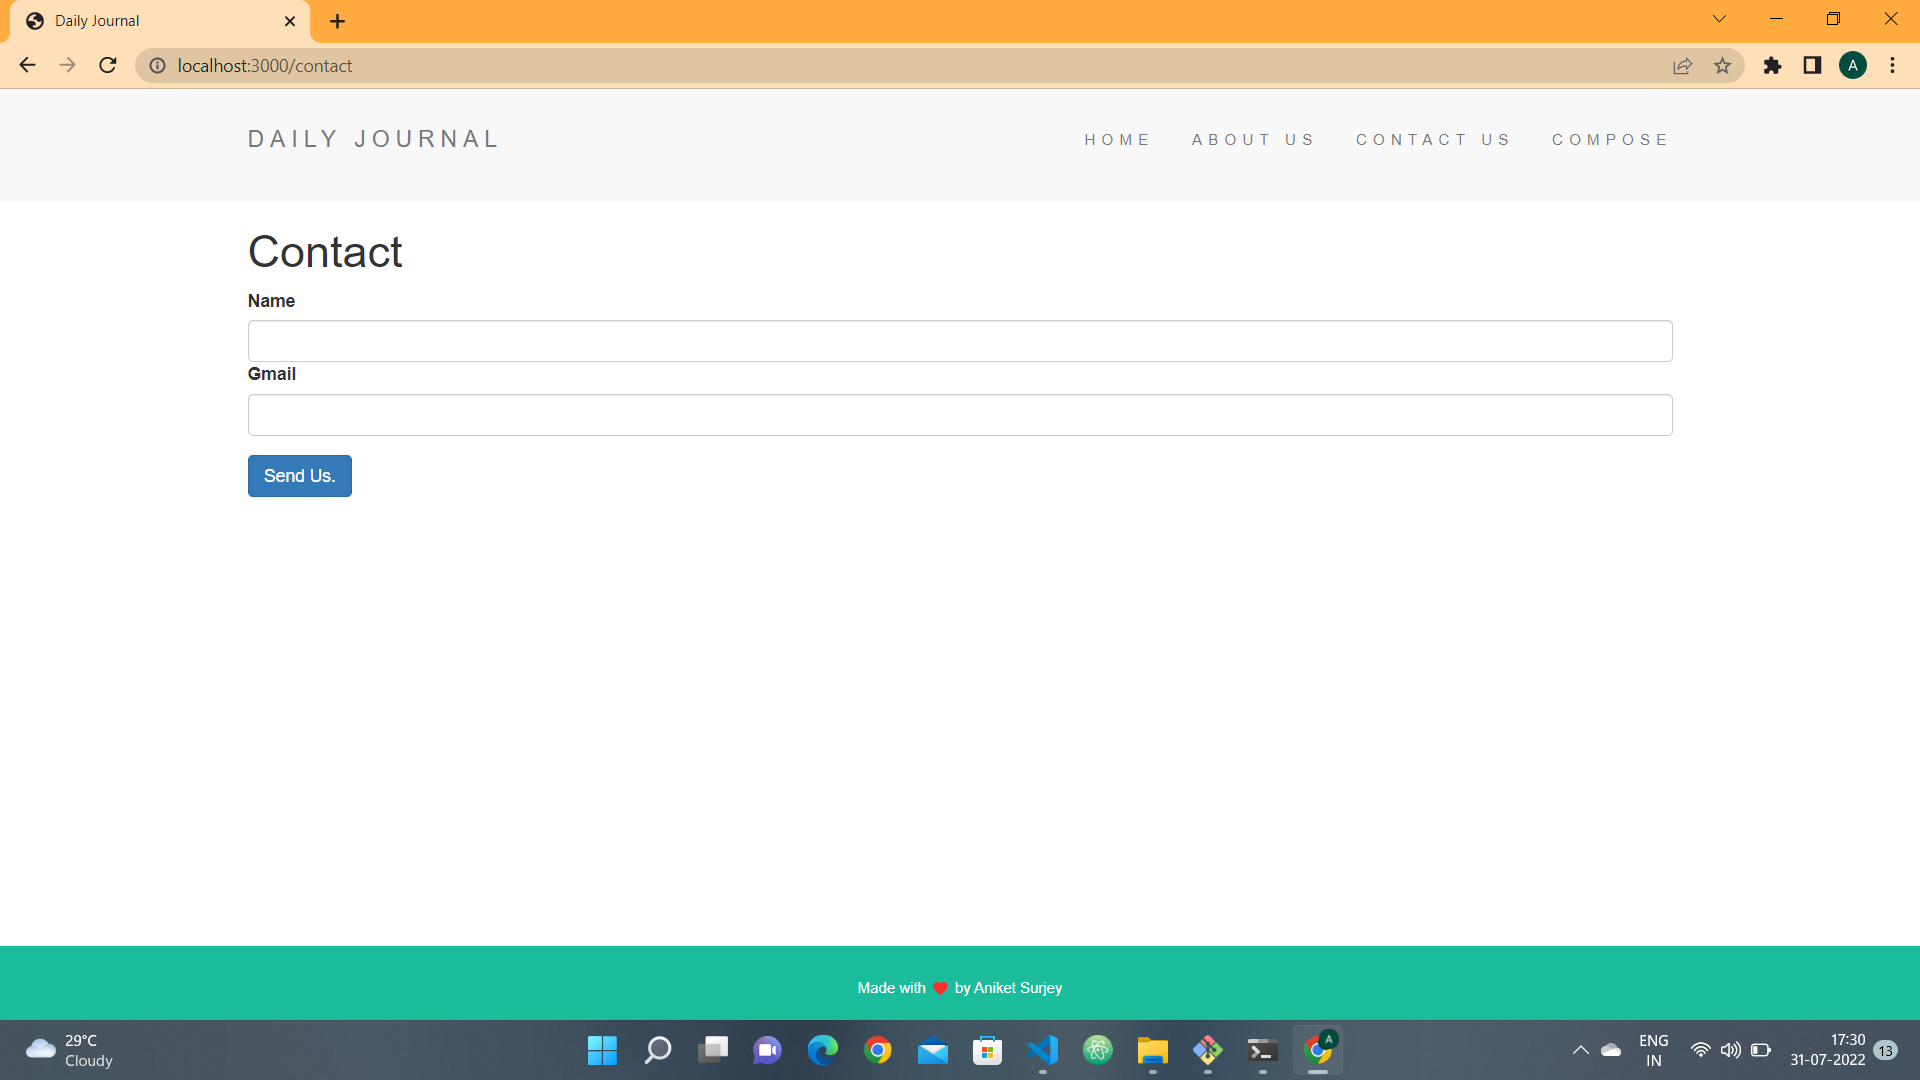 Daily Journal
localhost:3000/contact
A
DAILY JOURNAL
HOME ABOUT US CONTACT US COMPOSE
Contact
Name
Gmail
Send Us.
Made with ❤ by Aniket Surjey
29°C
Cloudy
A
ENG
IN
17:30
31-07-2022
13